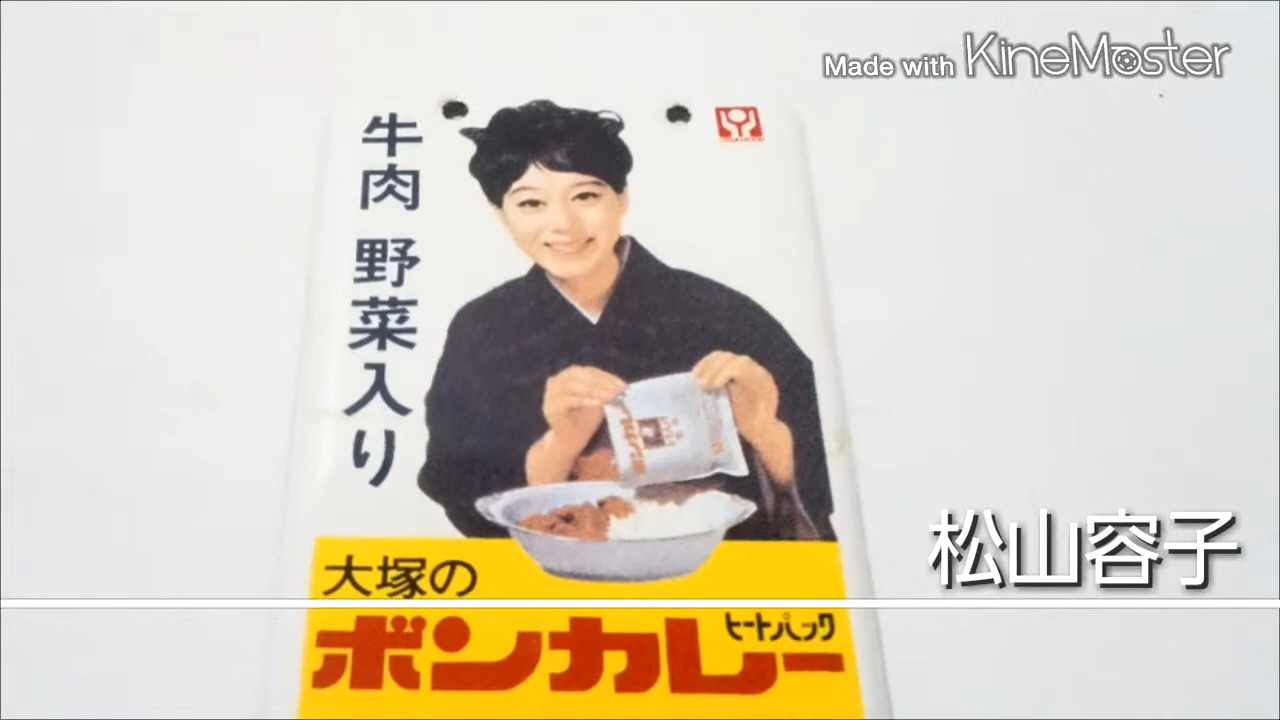 Made with KineMaster
牛肉 野菜入り
松山容子
大塚の
ボンカレー
ヒートパック